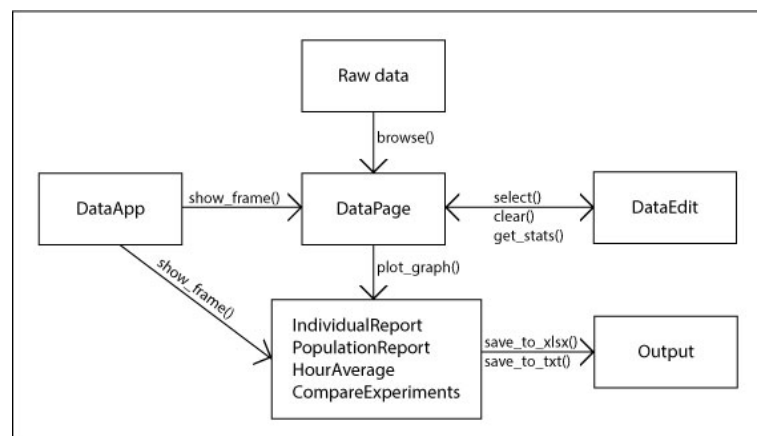 Raw data
browse()
DataApp
show_frame()
DataPage
select()
clear()
get_stats()
DataEdit
show_frame()
plot_graph()
IndividualReport
PopulationReport
HourAverage
CompareExperiments
save_to_xlsx()
save_to_txt()
Output